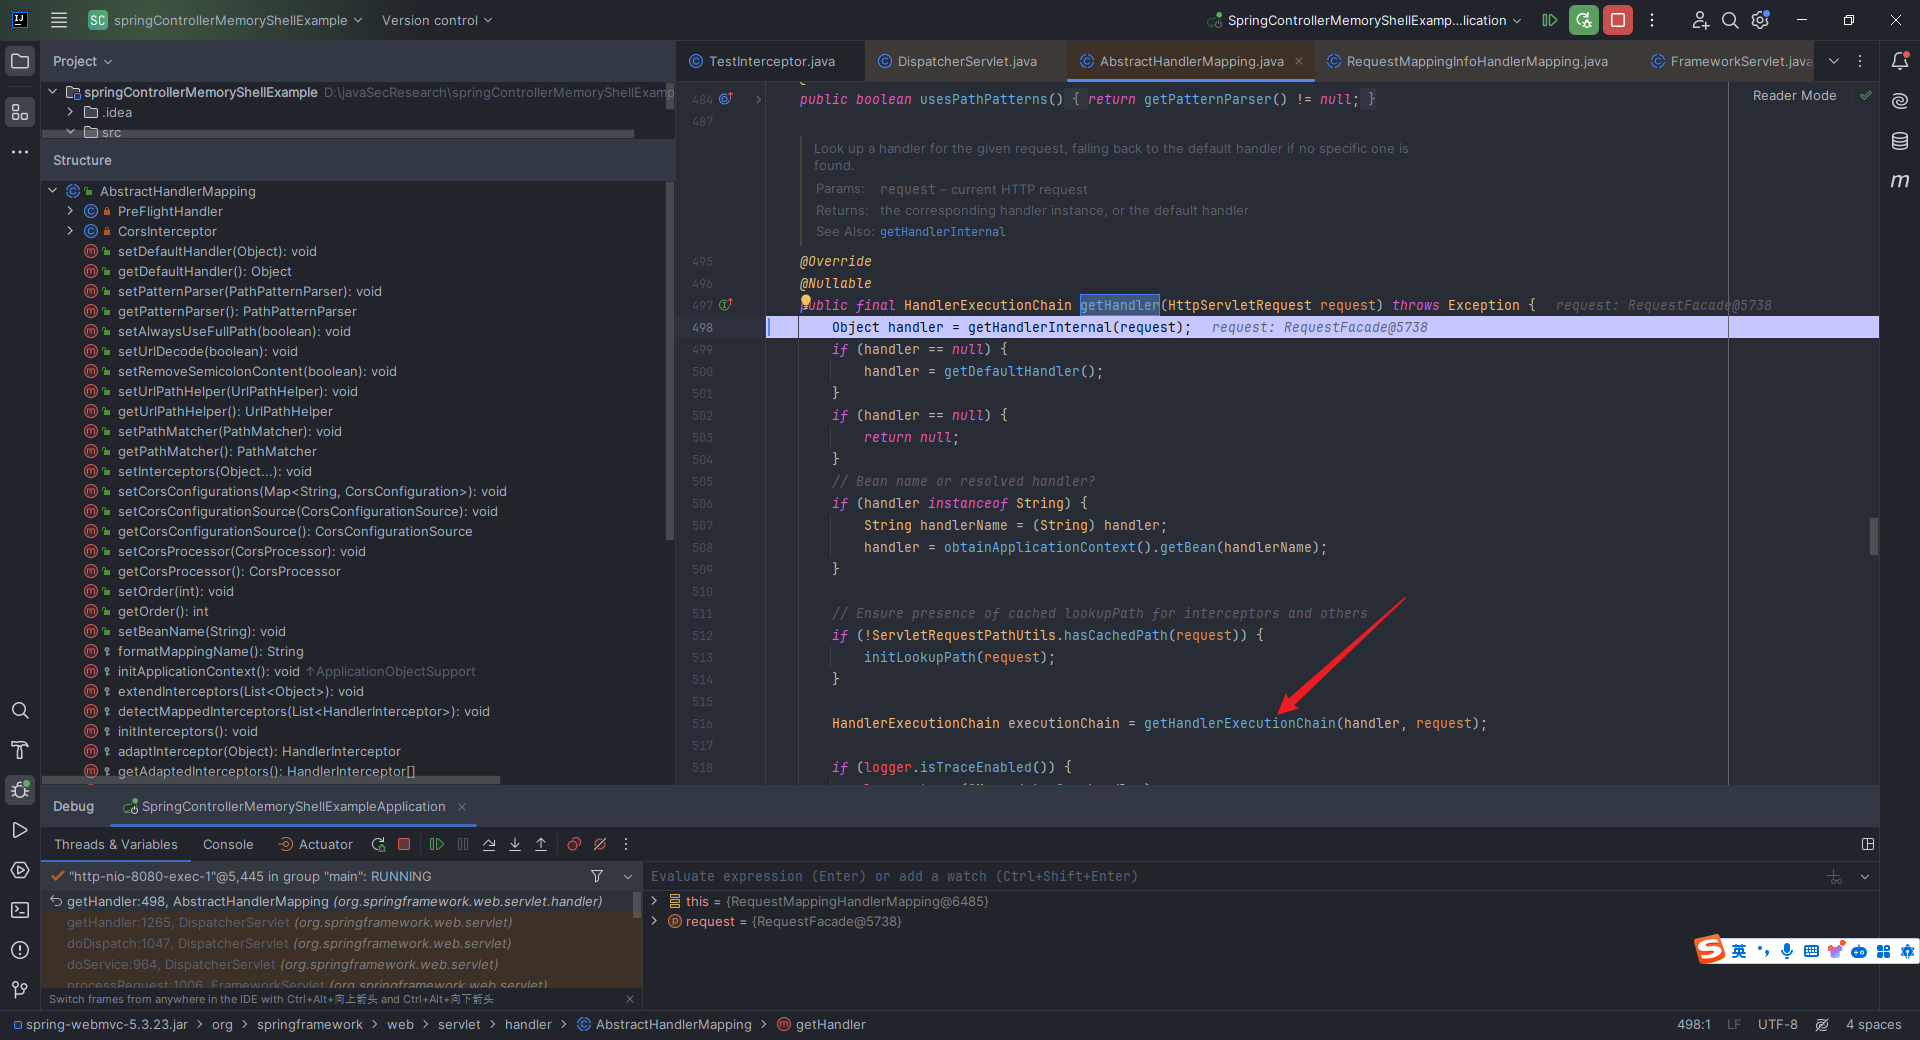 SC springControllerMemoryShellExample Version control SpringControllerMemoryShellExamp...lication
Project
springControllerMemoryShellExample D:\javaSecResearch\springControllerMemoryShellExamp
.idea
src
Structure
AbstractHandlerMapping
PreFlightHandler
CorsInterceptor
setDefaultHandler(Object): void
getDefaultHandler(): Object
setPatternParser(PathPatternParser): void
getPatternParser(): PathPatternParser
setAlwaysUseFullPath(boolean): void
setUrlDecode(boolean): void
setRemoveSemicolonContent(boolean): void
setUrlPathHelper(UrlPathHelper): void
getUrlPathHelper(): UrlPathHelper
setPathMatcher(PathMatcher): void
getPathMatcher(): PathMatcher
setInterceptors(Object...): void
setCorsConfigurations(Map<String, CorsConfiguration>): void
setCorsConfigurationSource(CorsConfigurationSource): void
getCorsConfigurationSource(): CorsConfigurationSource
setCorsProcessor(CorsProcessor): void
getCorsProcessor(): CorsProcessor
setOrder(int): void
getOrder(): int
setBeanName(String): void
formatMappingName(): String
initApplicationContext(): void ↑ApplicationObjectSupport
extendInterceptors(List<Object>): void
detectMappedInterceptors(List<HandlerInterceptor>): void
initInterceptors(): void
adaptInterceptor(Object): HandlerInterceptor
getAdaptedInterceptors(): HandlerInterceptor[]
TestInterceptor.java DispatcherServlet.java AbstractHandlerMapping.java RequestMappingInfoHandlerMapping.java FrameworkServlet.java
Reader Mode
484 public boolean usesPathPatterns() { return getPatternParser() != null; }
487
Look up a handler for the given request, falling back to the default handler if no specific one is
found.
Params: request – current HTTP request
Returns: the corresponding handler instance, or the default handler
See Also: getHandlerInternal
495 @Override
496 @Nullable
497 public final HandlerExecutionChain getHandler(HttpServletRequest request) throws Exception { request: RequestFacade@5738
498 Object handler = getHandlerInternal(request); request: RequestFacade@5738
499 if (handler == null) {
500 handler = getDefaultHandler();
501 }
502 if (handler == null) {
503 return null;
504 }
505 // Bean name or resolved handler?
506 if (handler instanceof String) {
507 String handlerName = (String) handler;
508 handler = obtainApplicationContext().getBean(handlerName);
509 }
510
511 // Ensure presence of cached lookupPath for interceptors and others
512 if (!ServletRequestPathUtils.hasCachedPath(request)) {
513 initLookupPath(request);
514 }
515
516 HandlerExecutionChain executionChain = getHandlerExecutionChain(handler, request);
517
518 if (logger.isTraceEnabled()) {
Debug SpringControllerMemoryShellExampleApplication
Threads & Variables Console Actuator
"http-nio-8080-exec-1"@5,445 in group "main": RUNNING
getHandler:498, AbstractHandlerMapping (org.springframework.web.servlet.handler)
getHandler:1265, DispatcherServlet (org.springframework.web.servlet)
doDispatch:1047, DispatcherServlet (org.springframework.web.servlet)
doService:964, DispatcherServlet (org.springframework.web.servlet)
processRequest:1006, FrameworkServlet (org.springframework.web.servlet)
Switch frames from anywhere in the IDE with Ctrl+Alt+向上箭头 and Ctrl+Alt+向下箭头
Evaluate expression (Enter) or add a watch (Ctrl+Shift+Enter)
this = {RequestMappingHandlerMapping@6485}
request = {RequestFacade@5738}
英
spring-webmvc-5.3.23.jar org springframework web servlet handler AbstractHandlerMapping getHandler
498:1 LF UTF-8 4 spaces